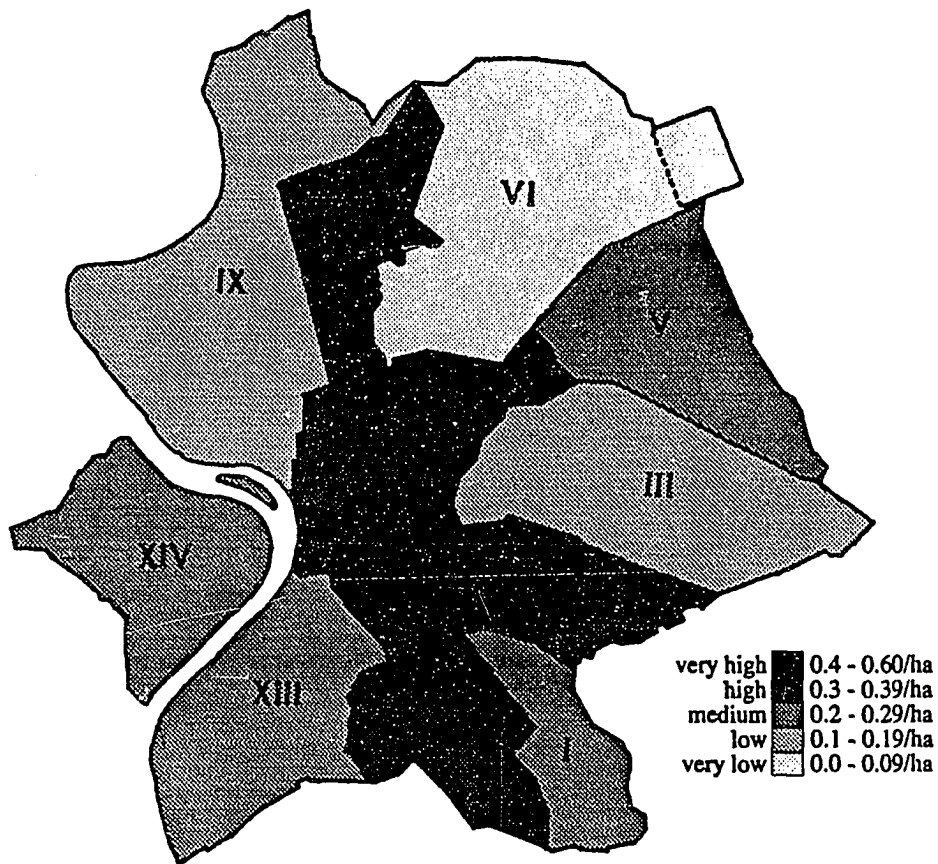 VI
IX
V
III
XIV
XIII
I
very high 0.4 - 0.60/ha
high 0.3 - 0.39/ha
medium 0.2 - 0.29/ha
low 0.1 - 0.19/ha
very low 0.0 - 0.09/ha